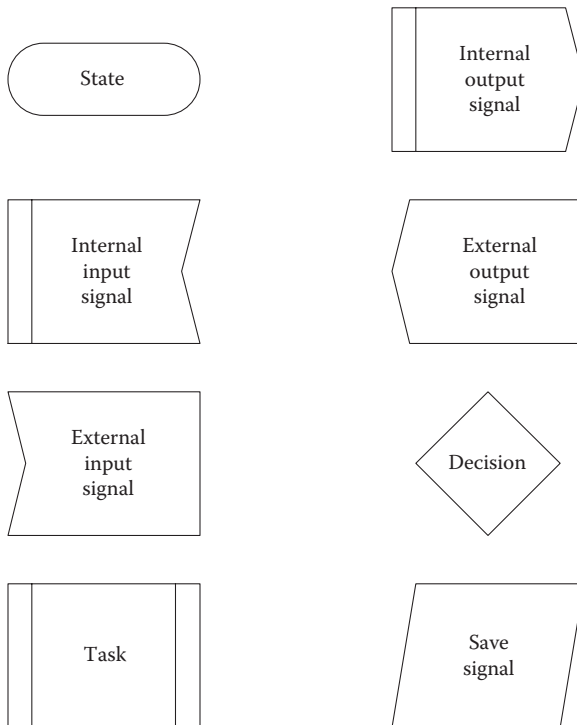 State
Internal
output
signal
Internal
input
signal
External
output
signal
External
input
signal
Decision
Task
Save
signal